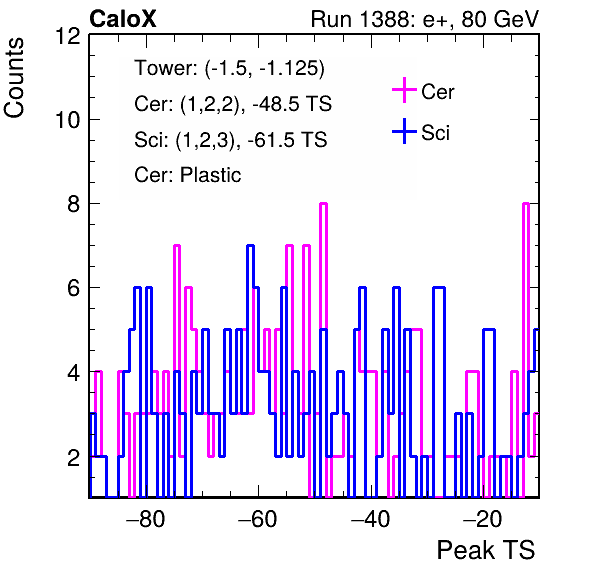 CaloX Run 1388: e+, 80 GeV
Counts
12
10
8
6
4
2
Tower: (-1.5, -1.125)
Cer: (1,2,2), -48.5 TS
Sci: (1,2,3), -61.5 TS
Cer: Plastic
Cer
Sci
−80 −60 −40 −20
Peak TS